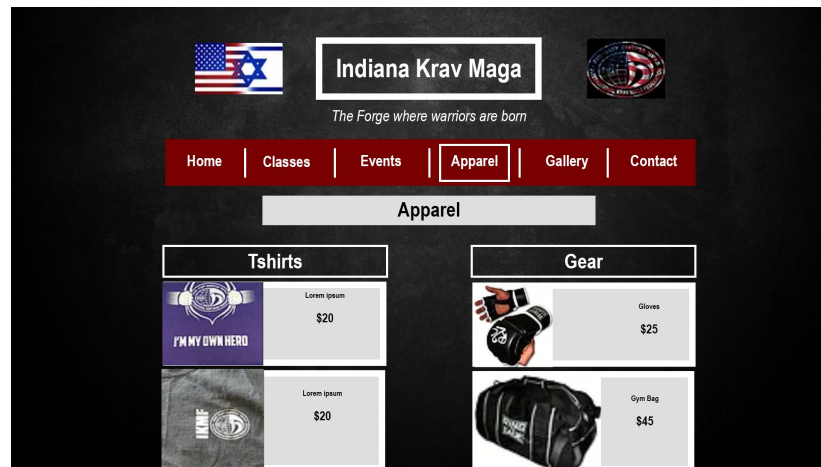 Indiana Krav Maga
The Forge where warriors are born
Home Classes Events Apparel Gallery Contact
Apparel
Tshirts
Gear
I'M MY OWN HERO
Lorem ipsum
$20
Gloves
$25
IKMF
Lorem ipsum
$20
Gym Bag
$45